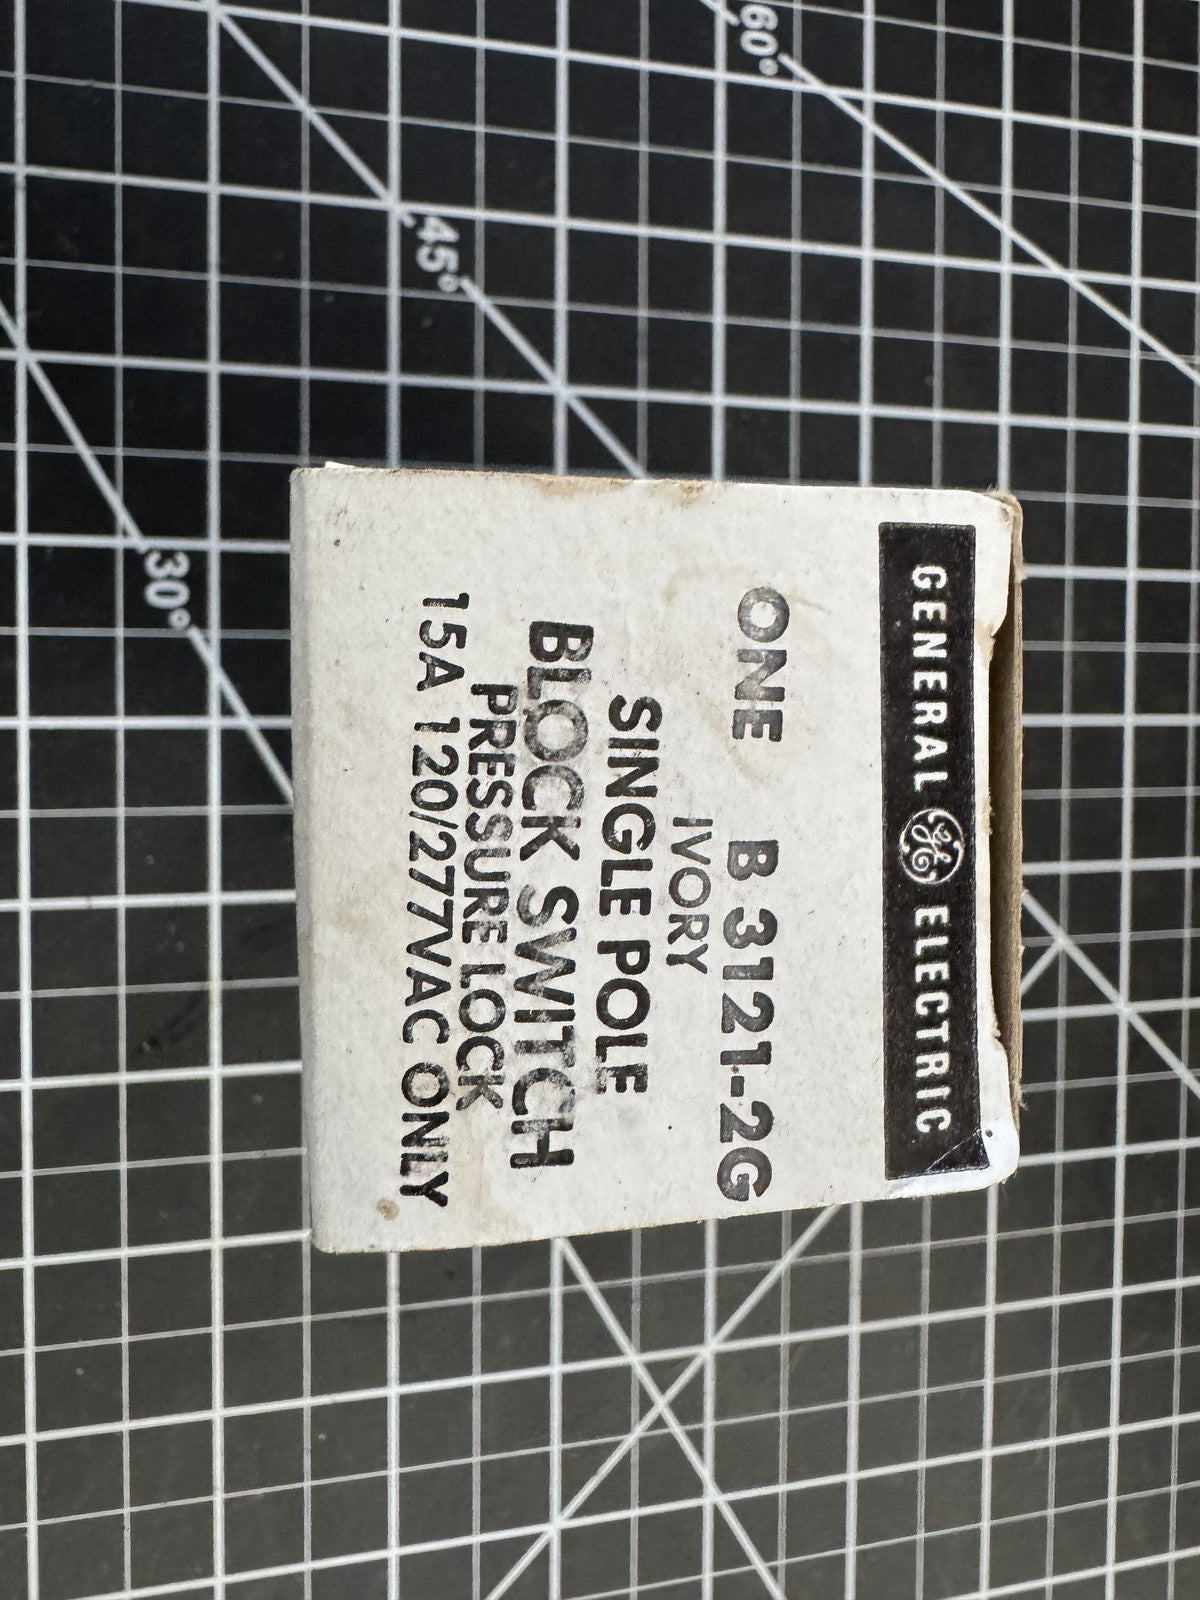 GENERAL GE ELECTRIC
ONE B 3121-2G
IVORY
SINGLE POLE
BLOCK SWITCH
PRESSURE LOCK
15A 120/277VAC ONLY
60°
45°
30°